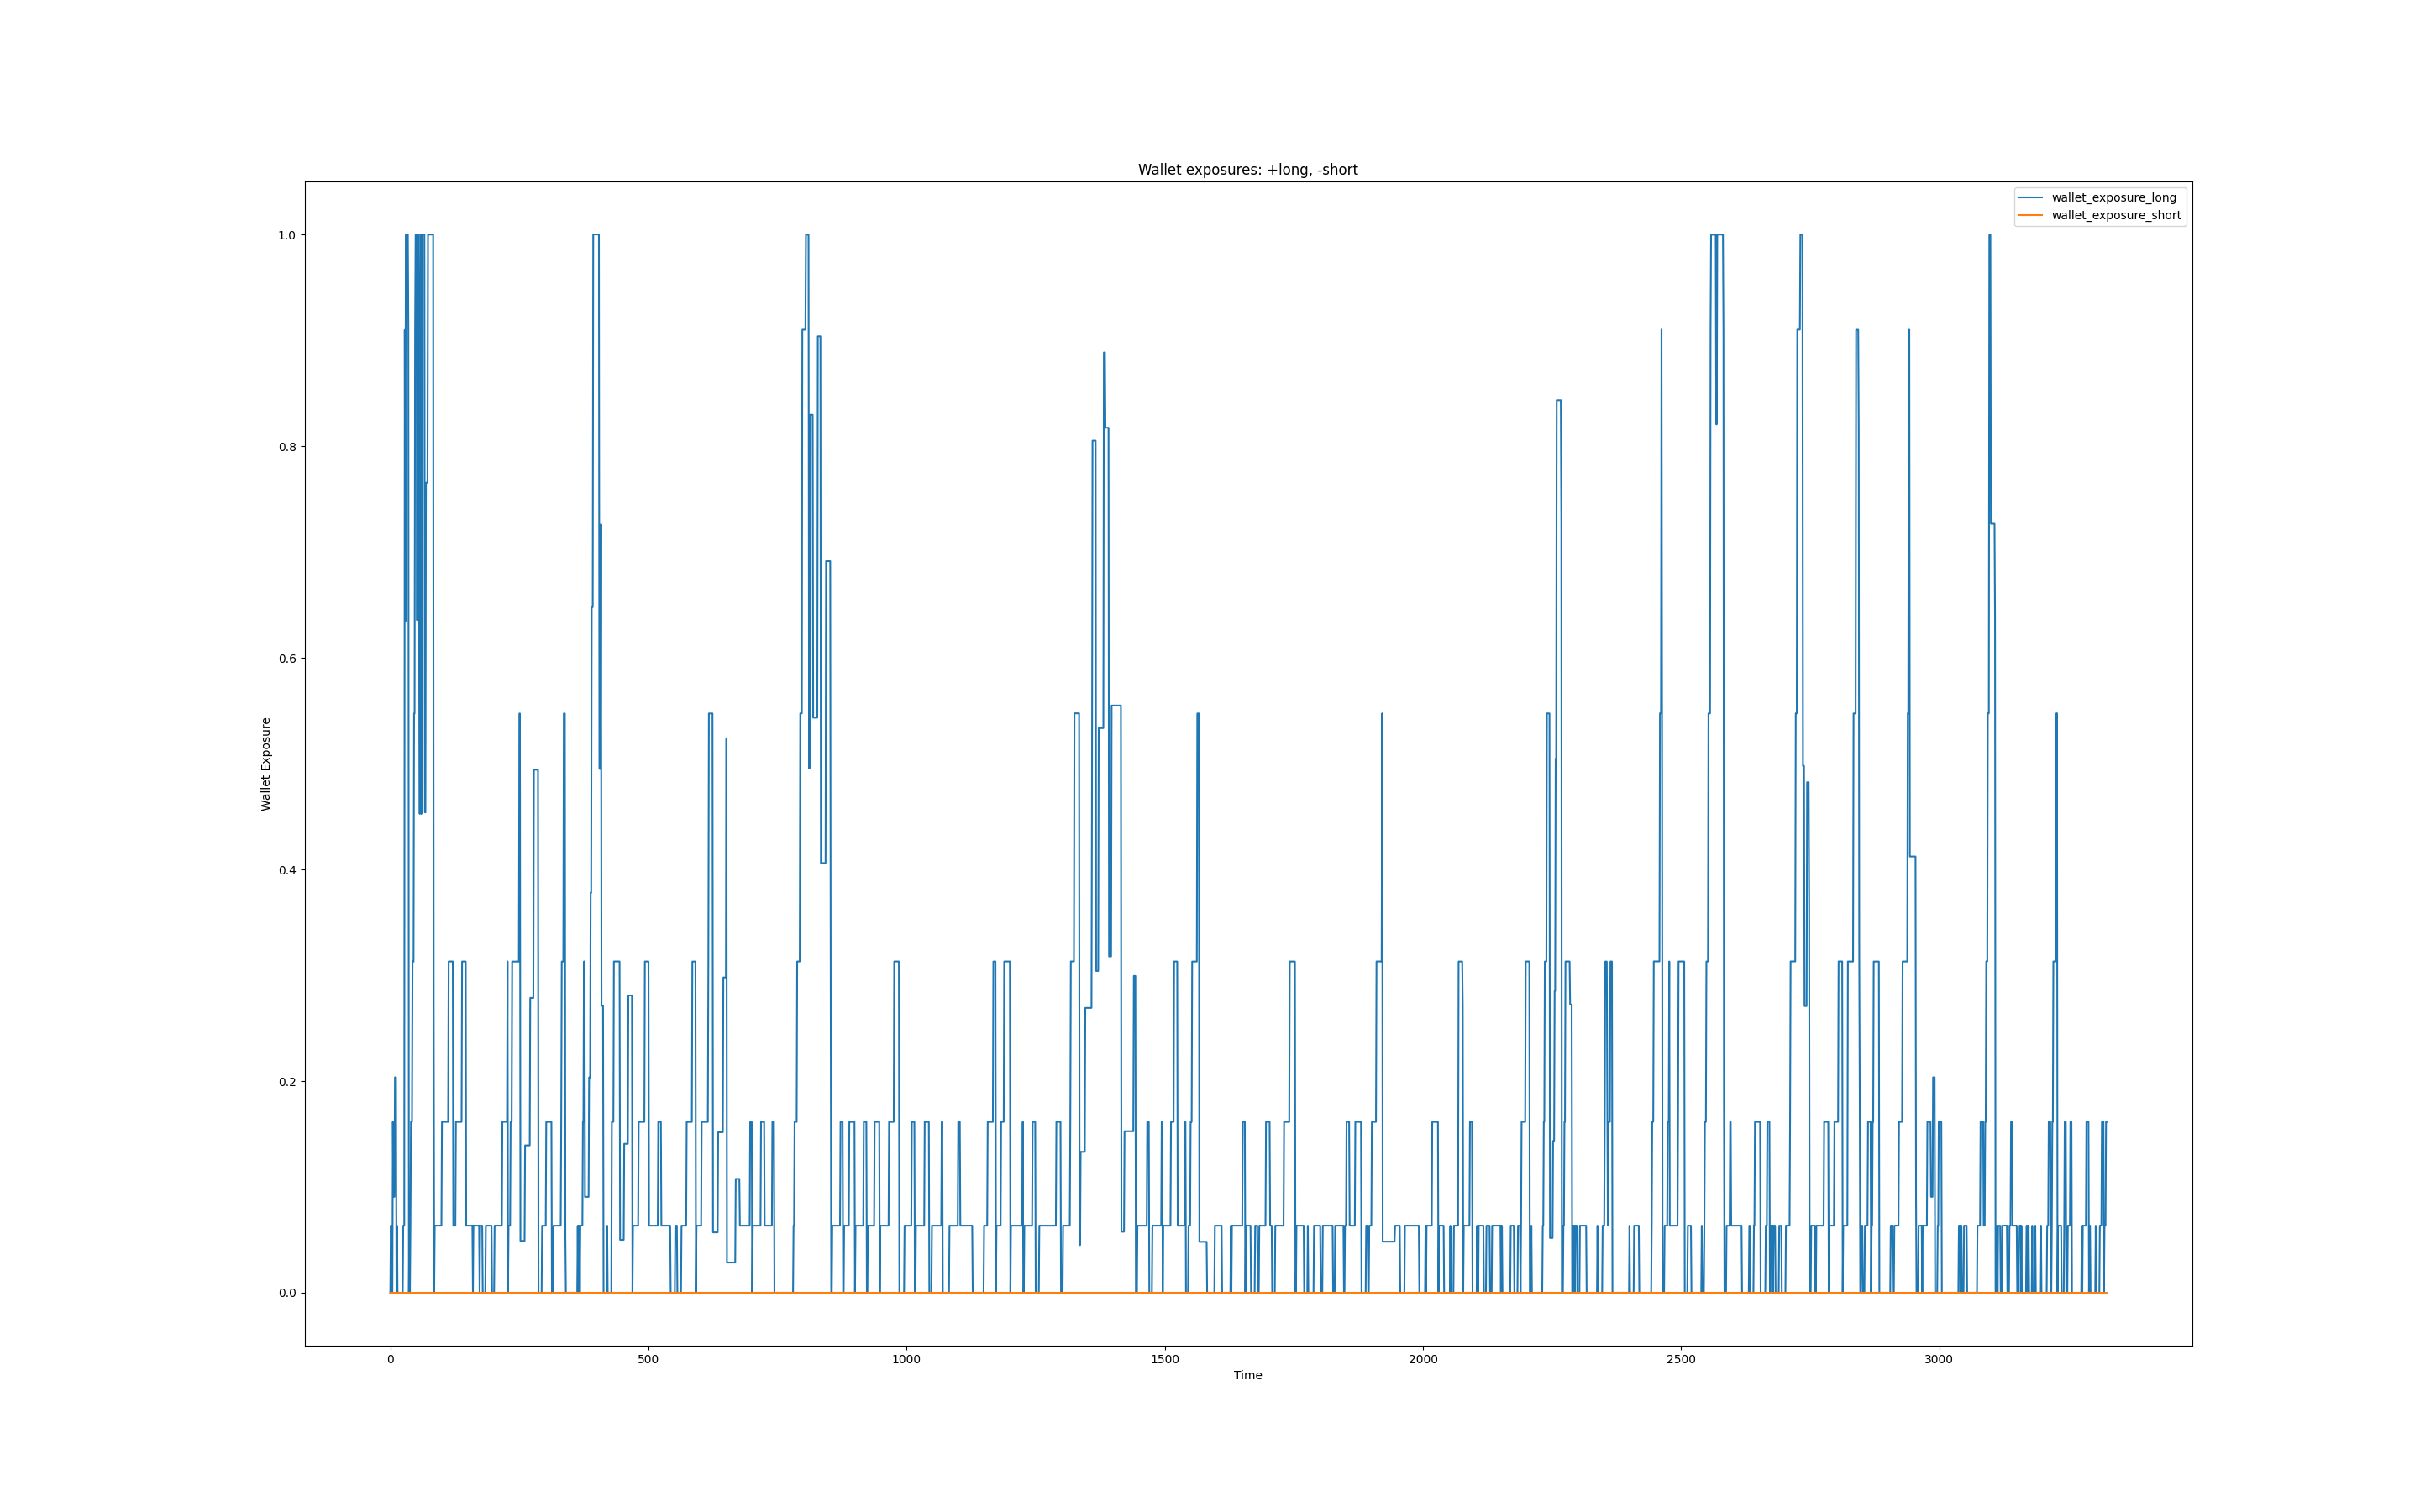 Wallet exposures: +long, -short
wallet_exposure_long
wallet_exposure_short
1.0
0.8
0.6
0.4
0.2
0.0
Wallet Exposure
0 500 1000 1500 2000 2500 3000
Time